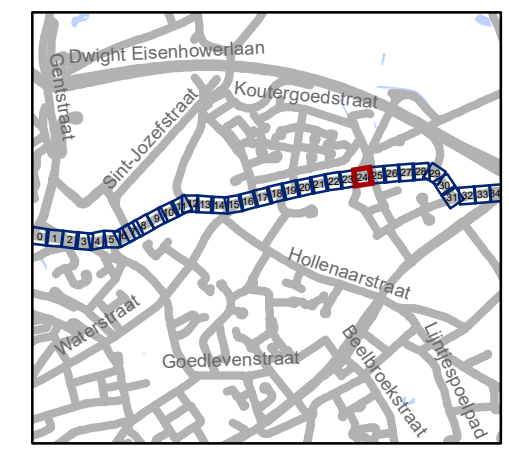 Dwight Eisenhowerlaan
Gentstraat
Koutergoedstraat
Sint-Jozefstraat
0 1 2 3 4 5 6 7 8 9 10 11 12 13 14 15 16 17 18 19 20 21 22 23 24 25 26 27 28 29 30 31 32 33 34
Hollenaarstraat
Waterstraat
Goedlevenstraat
Beelbroekstraat
Lijntjespoelpad